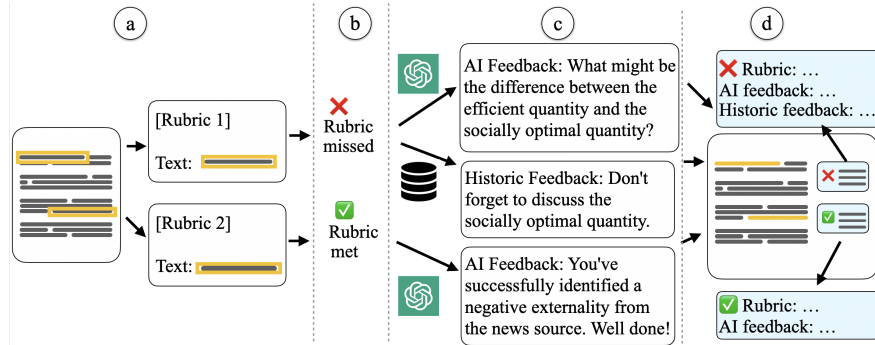 a
b
c
d
[Rubric 1]
Text:
[Rubric 2]
Text:
Rubric
missed
Rubric
met
AI Feedback: What might be
the difference between the
efficient quantity and the
socially optimal quantity?
Historic Feedback: Don't
forget to discuss the
socially optimal quantity.
AI Feedback: You've
successfully identified a
negative externality from
the news source. Well done!
Rubric: …
AI feedback: …
Historic feedback: …
Rubric: …
AI feedback: …